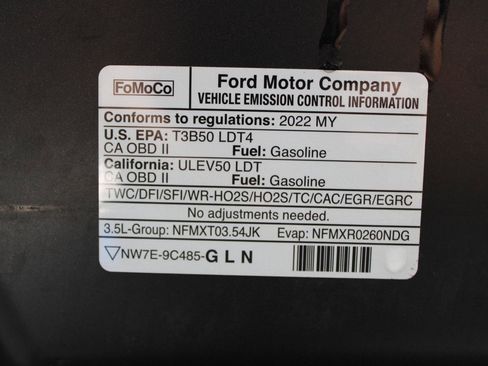 FoMoCo
Ford Motor Company
VEHICLE EMISSION CONTROL INFORMATION
Conforms to regulations: 2022 MY
U.S. EPA: T3B50 LDT4
CA OBD II Fuel: Gasoline
California: ULEV50 LDT
CA OBD II Fuel: Gasoline
TWC/DFI/SFI/WR-HO2S/HO2S/TC/CAC/EGR/EGRC
No adjustments needed.
3.5L-Group: NFMXT03.54JK Evap: NFMXR0260NDG
NW7E-9C485-GLN